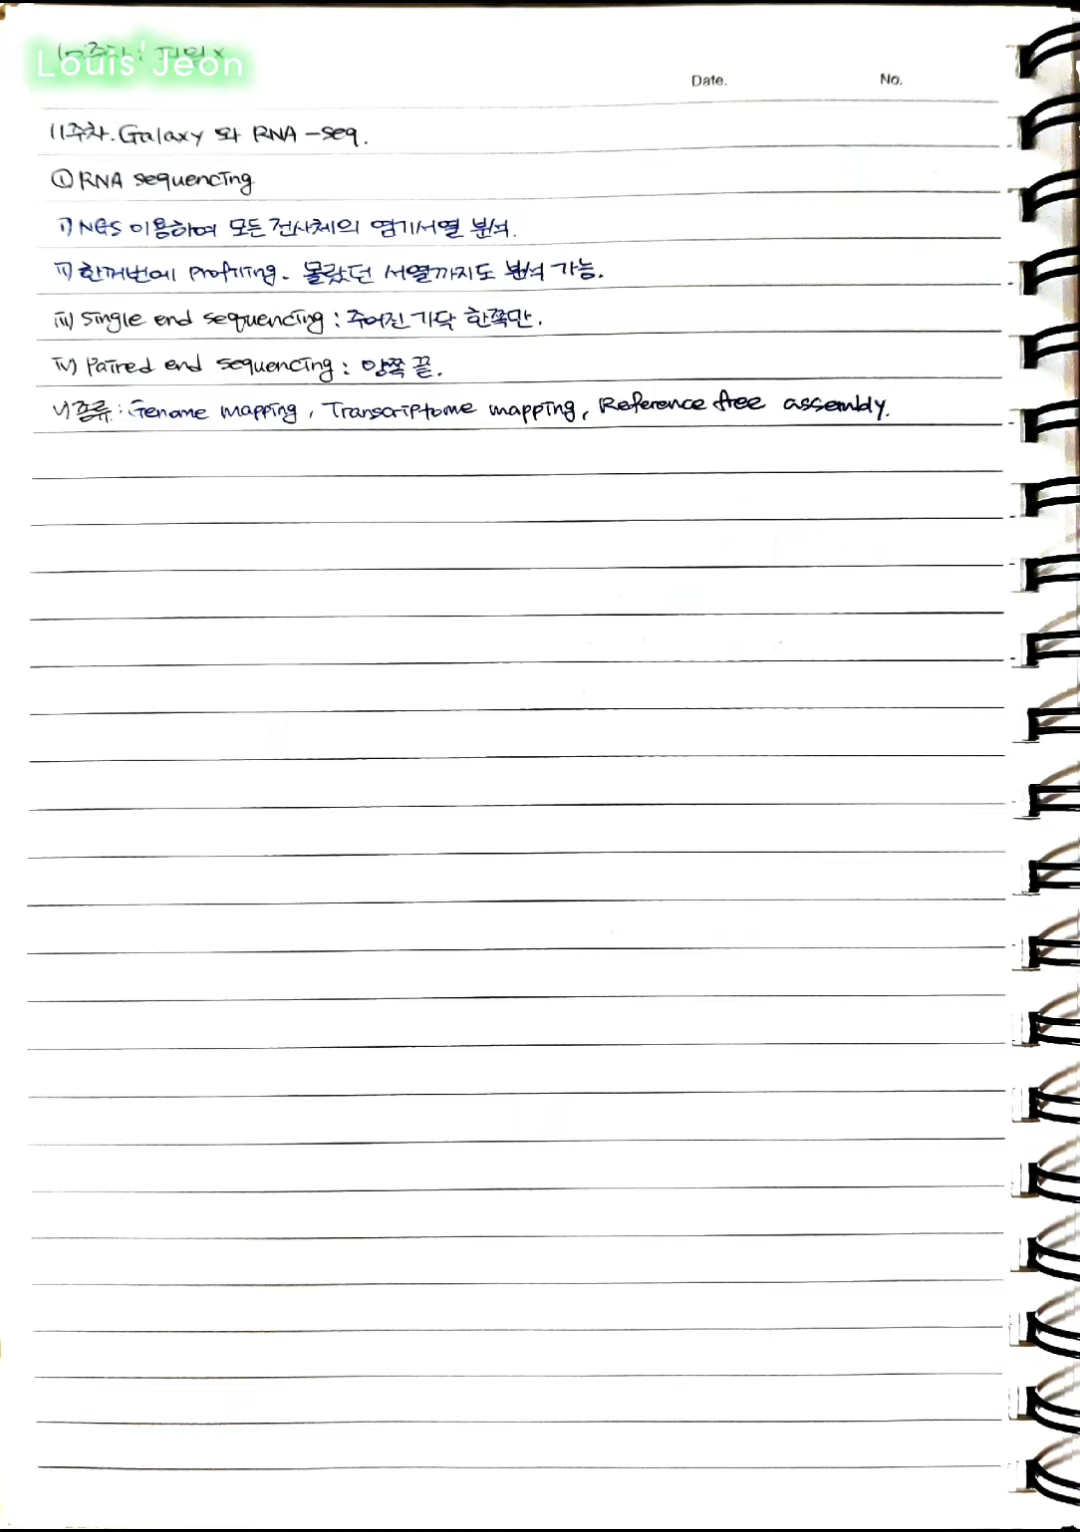 Louis Jeon
Date. No.
11주차. Galaxy 와 RNA-seq.
① RNA sequencing
i) NGS 이용하여 모든 전사체의 염기서열 분석.
ii) 한꺼번에 profiling. 몰랐던 서열까지도 분석 가능.
iii) Single end sequencing : 주어진 가닥 한쪽만.
iv) Paired end sequencing : 양쪽 끝.
v) 종류 : Genome mapping, Transcriptome mapping, Reference free assembly.